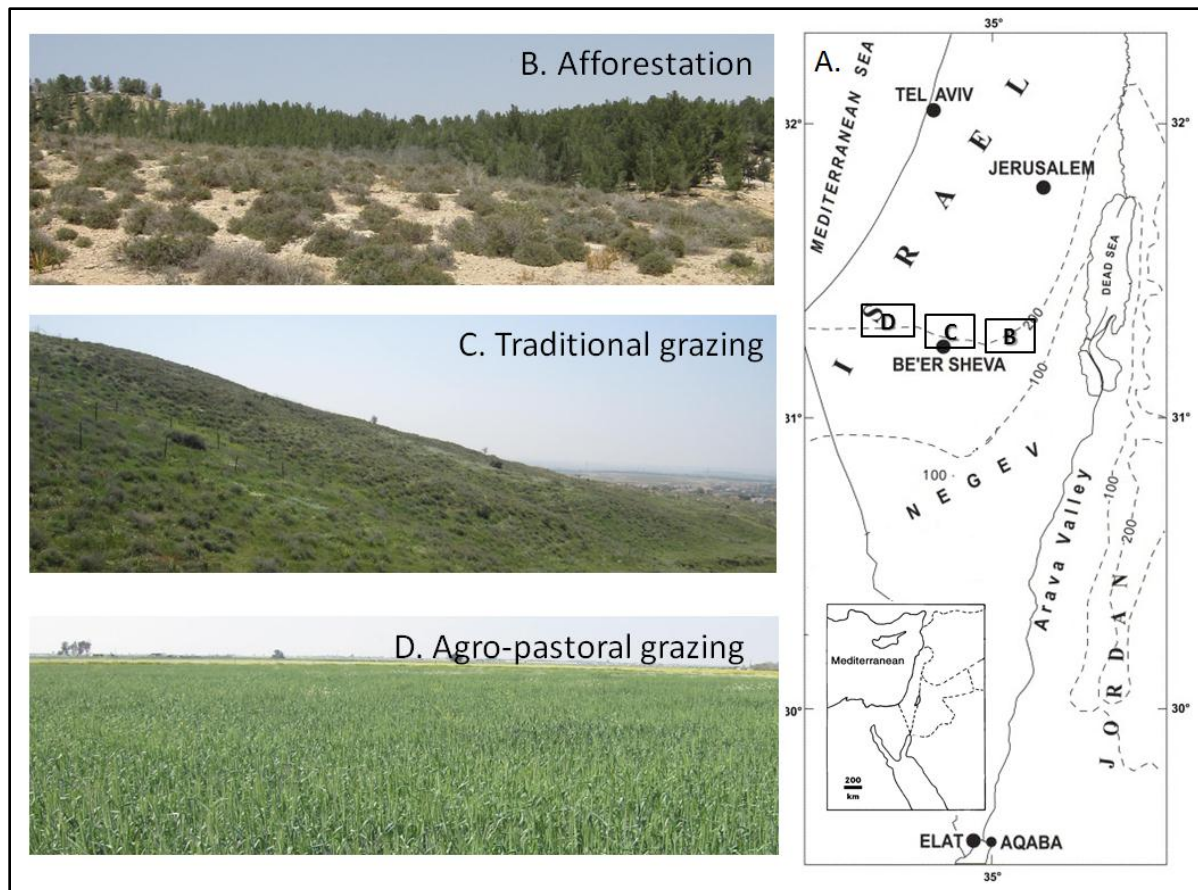 B. Afforestation
C. Traditional grazing
D. Agro-pastoral grazing
A.
35°
MEDITERRANEAN SEA
TEL AVIV
32°
32°
ISRAEL
JERUSALEM
DEAD SEA
200
D
C
B
BE'ER SHEVA
100
31°
31°
100
NEGEV
100
200
Arava Valley
JORDAN
30°
30°
Mediterranean
200
km
ELAT
AQABA
35°